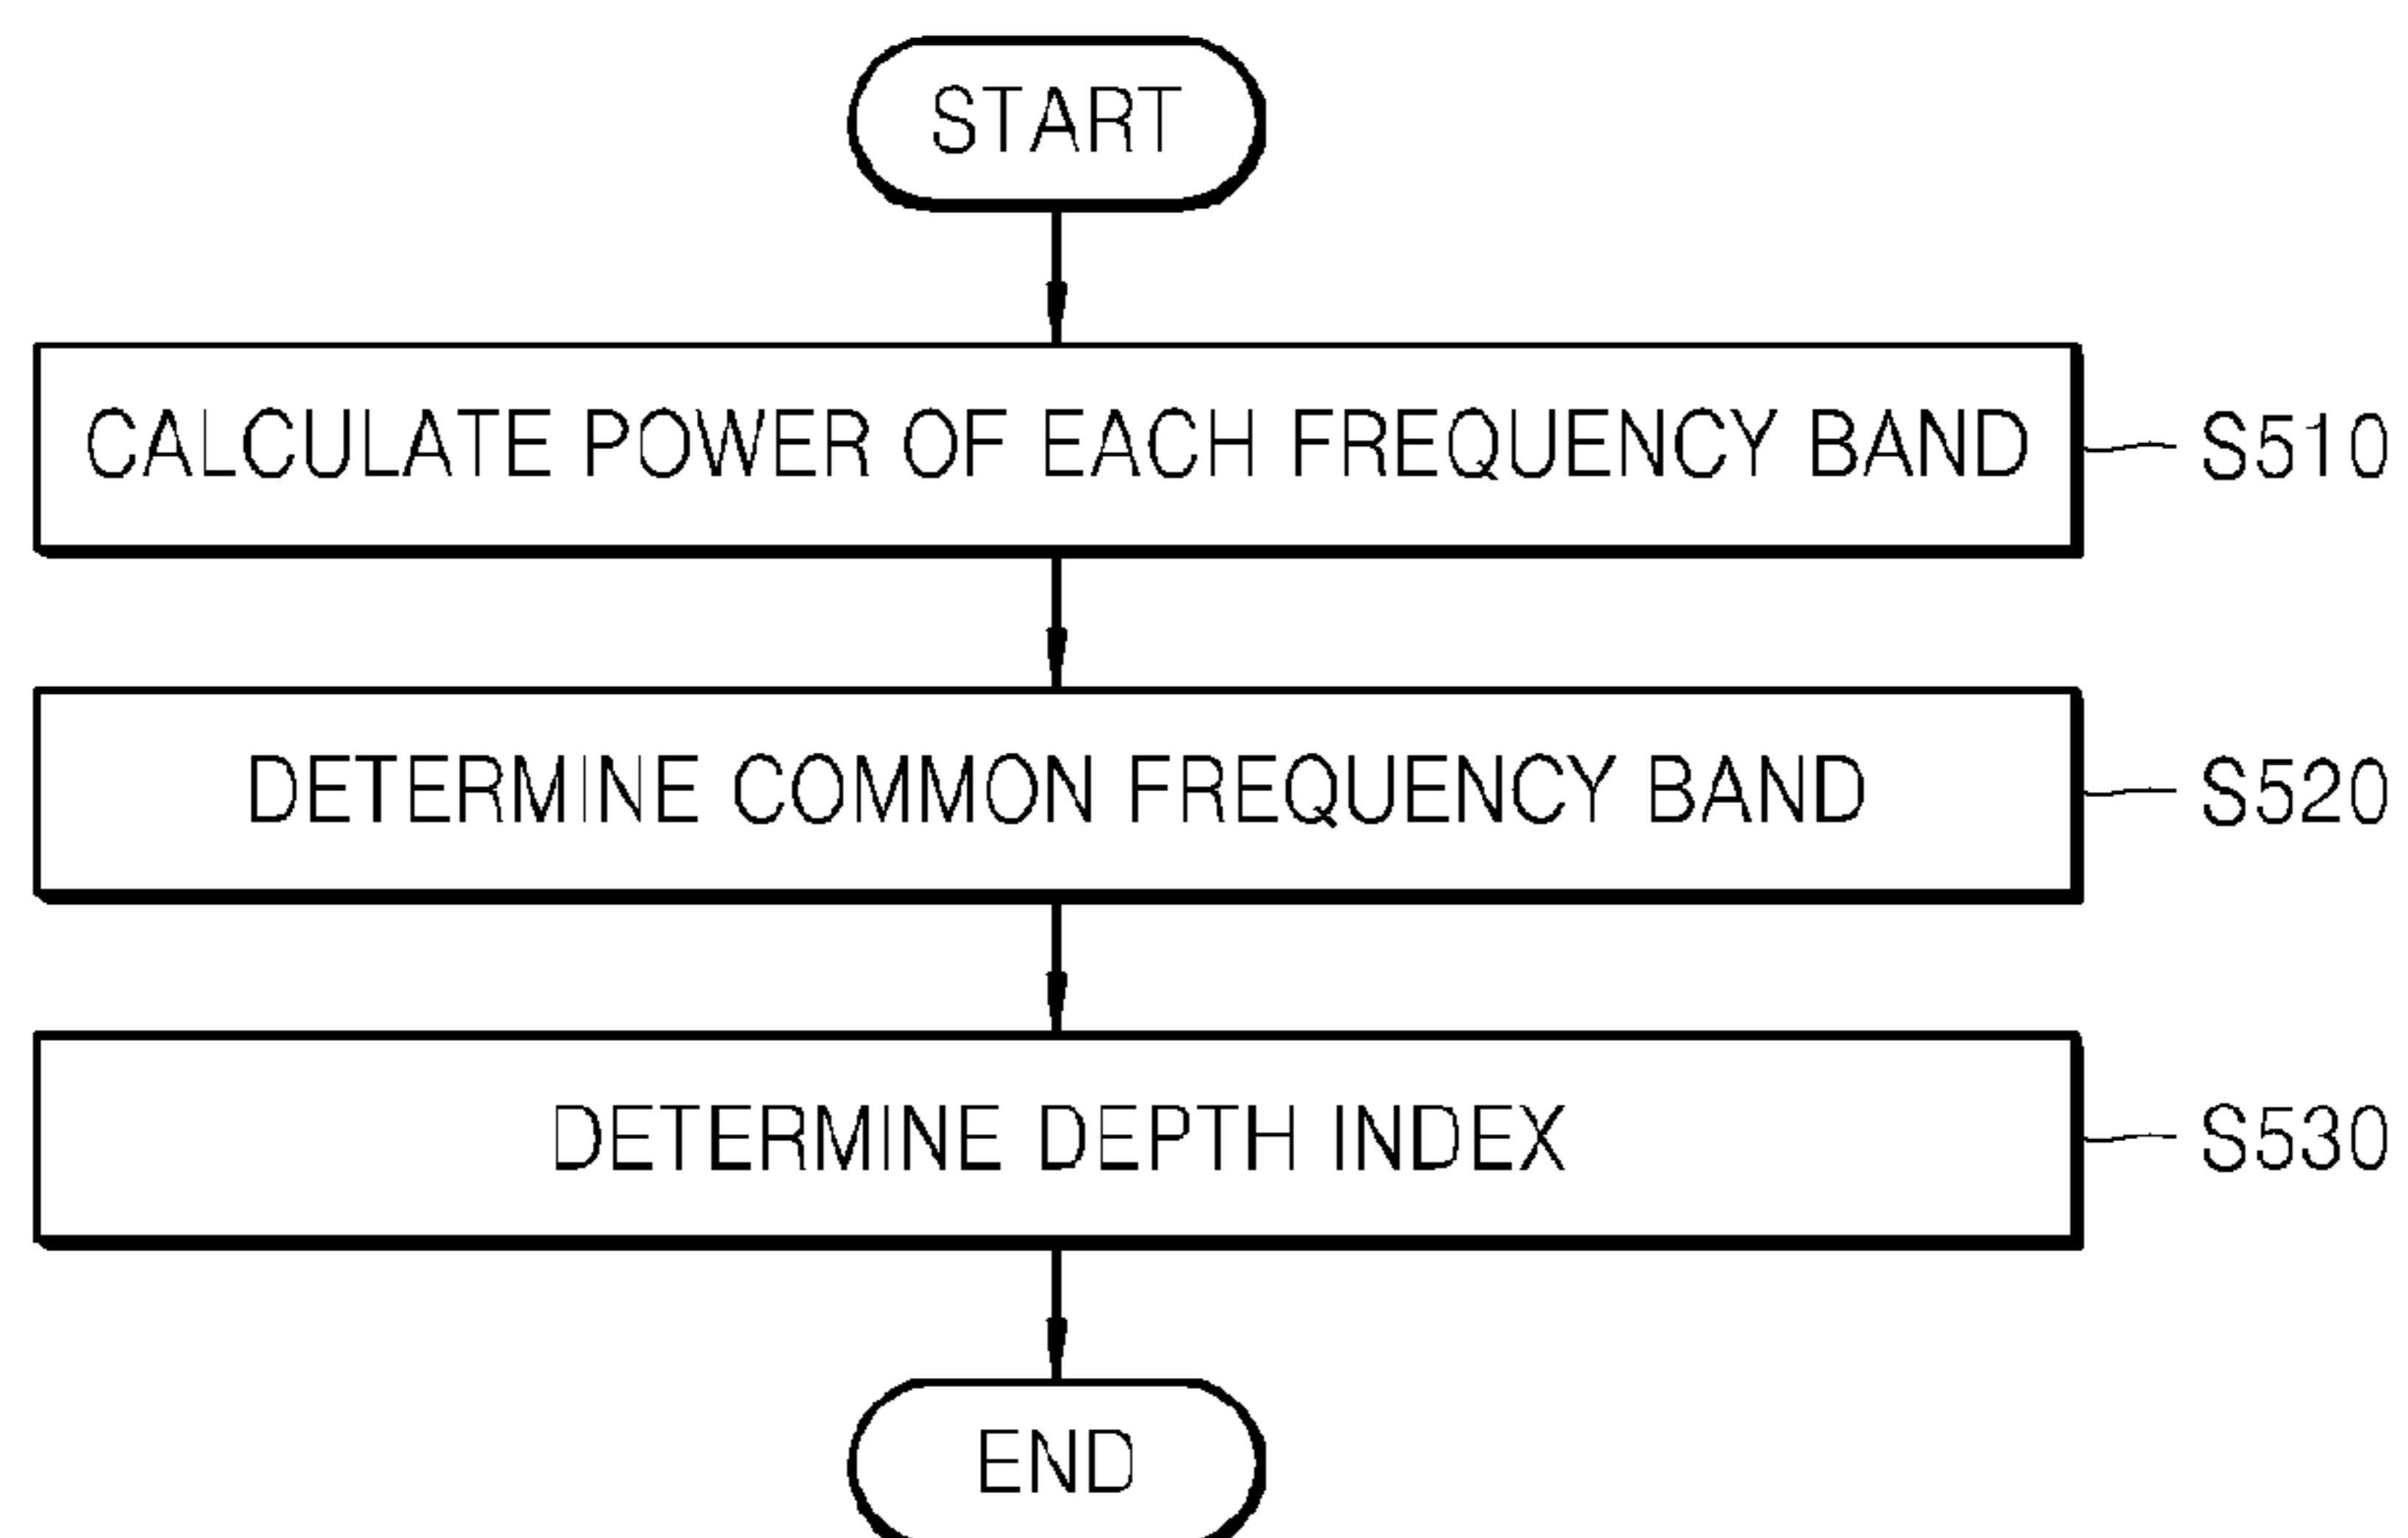 START
CALCULATE POWER OF EACH FREQUENCY BAND
S510
DETERMINE COMMON FREQUENCY BAND
S520
DETERMINE DEPTH INDEX
S530
END